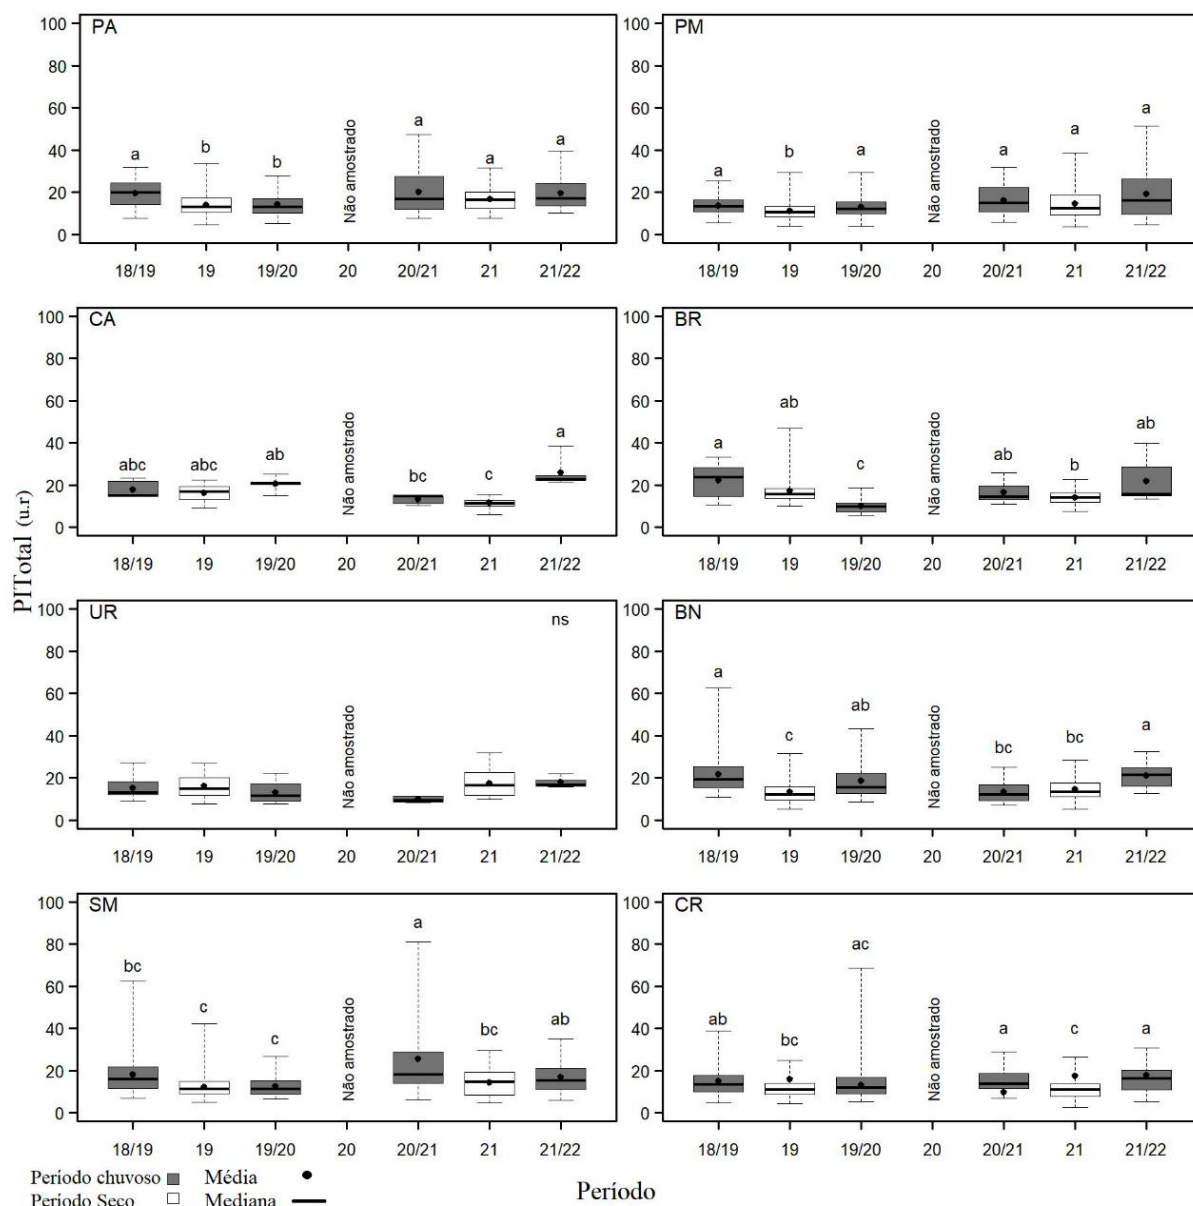 PA
100
80
60
40
20
0
a b b Não amostrado a a a
18/19 19 19/20 20 20/21 21 21/22
PM
100
80
60
40
20
0
a b a Não amostrado a a a
18/19 19 19/20 20 20/21 21 21/22
CA
100
80
60
40
20
0
abc abc ab Não amostrado bc c a
18/19 19 19/20 20 20/21 21 21/22
BR
100
80
60
40
20
0
a ab c Não amostrado ab b ab
18/19 19 19/20 20 20/21 21 21/22
PITotal (u.r)
UR
100
80
60
40
20
0
Não amostrado ns
18/19 19 19/20 20 20/21 21 21/22
BN
100
80
60
40
20
0
a c ab Não amostrado bc bc a
18/19 19 19/20 20 20/21 21 21/22
SM
100
80
60
40
20
0
bc c c Não amostrado a bc ab
18/19 19 19/20 20 20/21 21 21/22
CR
100
80
60
40
20
0
ab bc ac Não amostrado a c a
18/19 19 19/20 20 20/21 21 21/22
Período chuvoso Média
Período Seco Mediana
Período